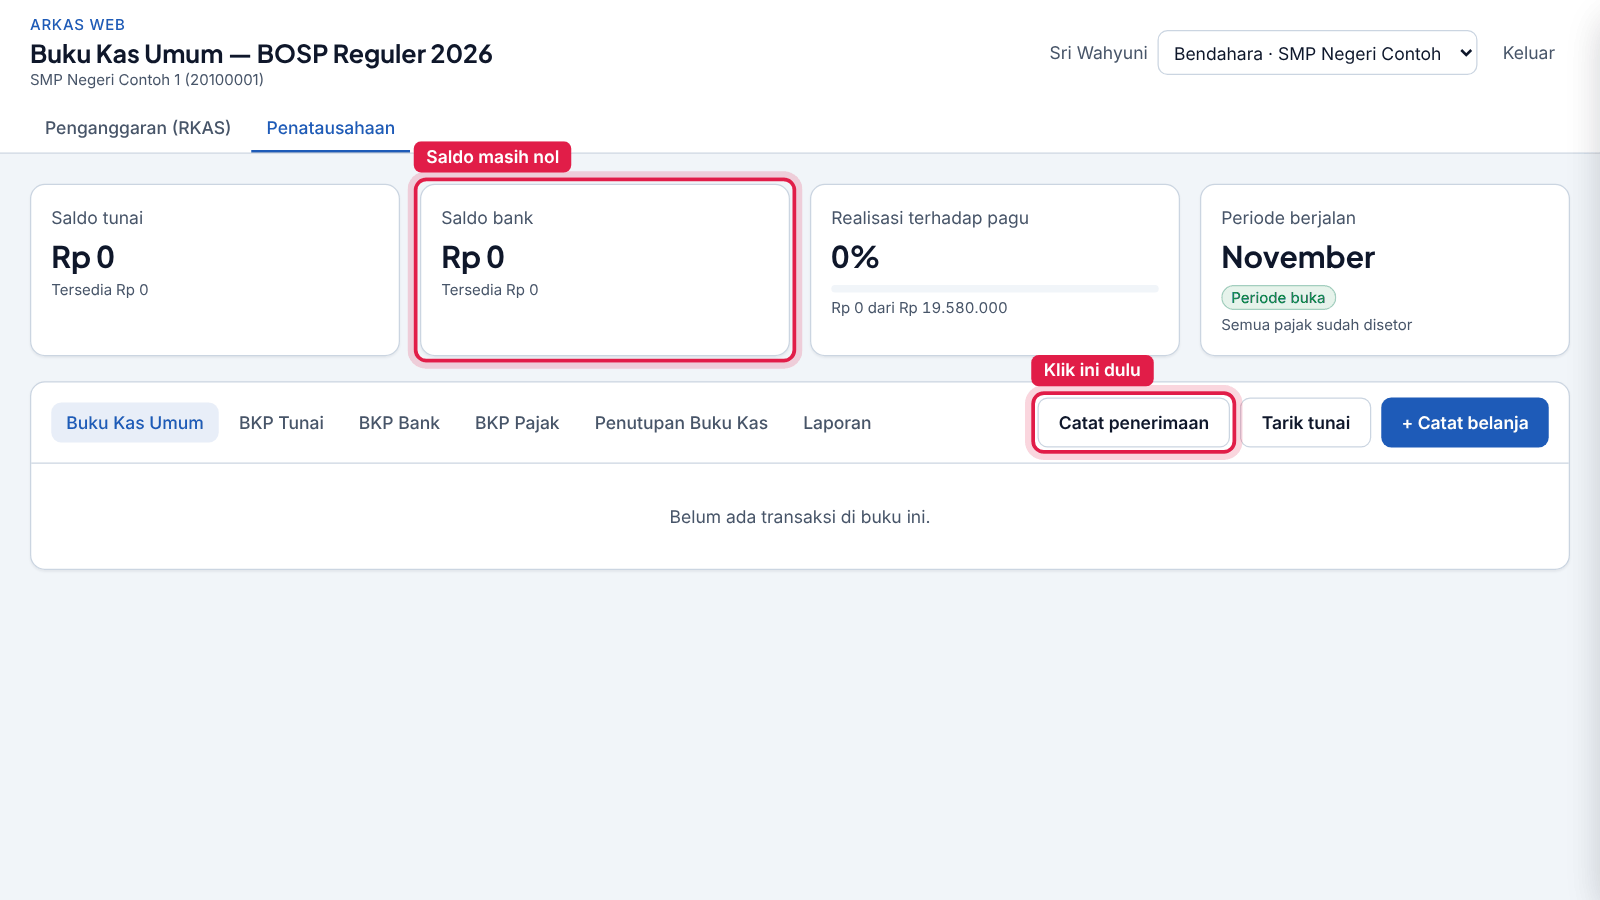 ARKAS WEB
Buku Kas Umum — BOSP Reguler 2026
SMP Negeri Contoh 1 (20100001)
Sri Wahyuni
Bendahara · SMP Negeri Contoh
Keluar
Penganggaran (RKAS)
Penatausahaan
Saldo masih nol
Saldo tunai
Rp 0
Tersedia Rp 0
Saldo bank
Rp 0
Tersedia Rp 0
Realisasi terhadap pagu
0%
Rp 0 dari Rp 19.580.000
Periode berjalan
November
Periode buka
Semua pajak sudah disetor
Klik ini dulu
Buku Kas Umum
BKP Tunai
BKP Bank
BKP Pajak
Penutupan Buku Kas
Laporan
Catat penerimaan
Tarik tunai
+ Catat belanja
Belum ada transaksi di buku ini.